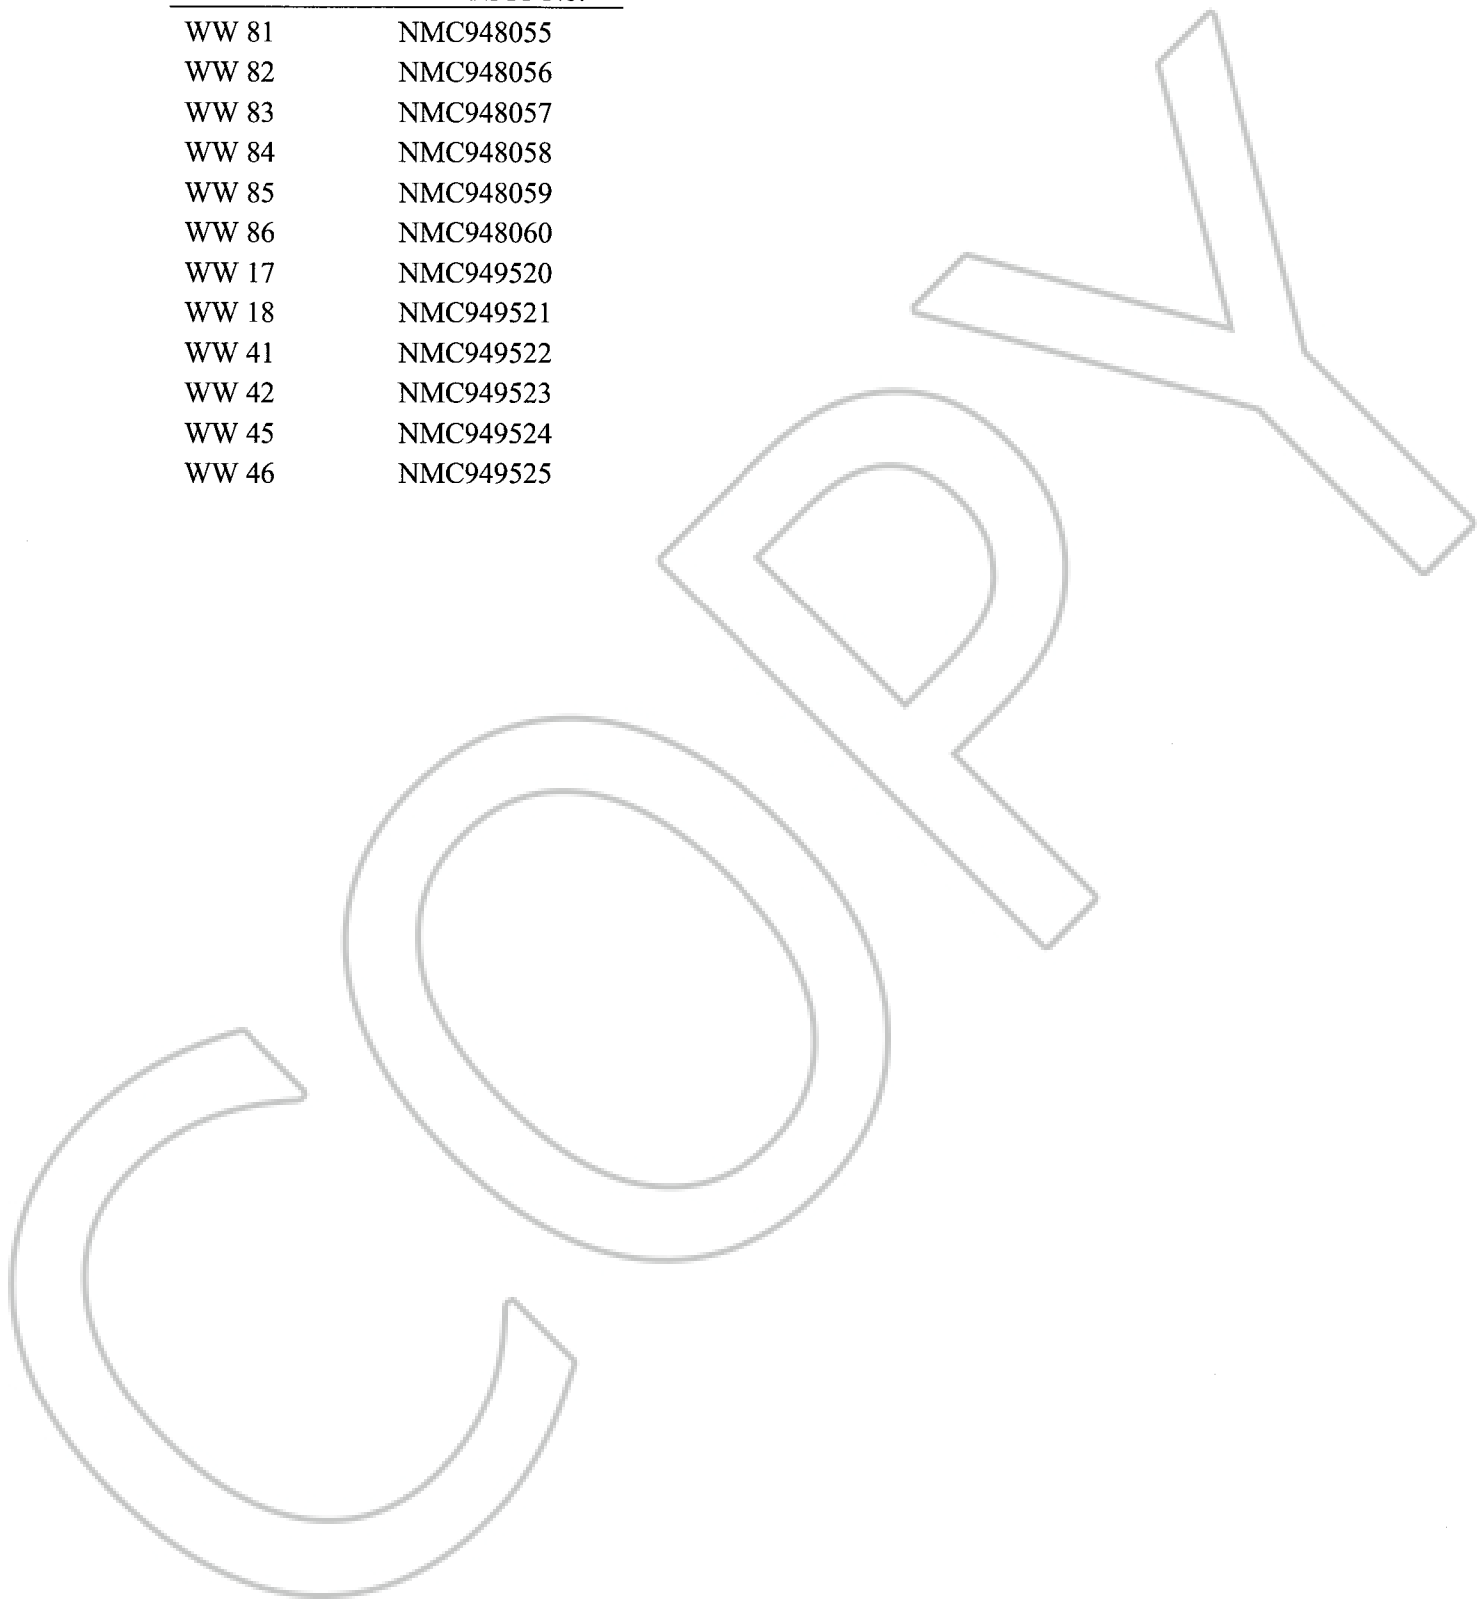 WW 81 NMC948055
WW 82 NMC948056
WW 83 NMC948057
WW 84 NMC948058
WW 85 NMC948059
WW 86 NMC948060
WW 17 NMC949520
WW 18 NMC949521
WW 41 NMC949522
WW 42 NMC949523
WW 45 NMC949524
WW 46 NMC949525
COPY